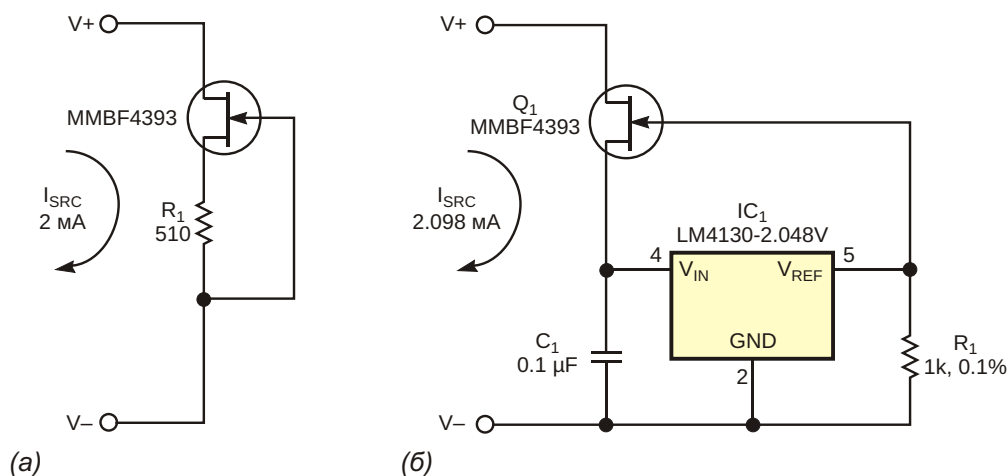 V+
MMBF4393
I_SRC
2 мА
R_1
510
V–
(а)
V+
Q_1
MMBF4393
I_SRC
2.098 мА
IC_1
LM4130-2.048V
4
V_IN
V_REF
5
GND
2
C_1
0.1 µF
R_1
1k, 0.1%
V–
(б)